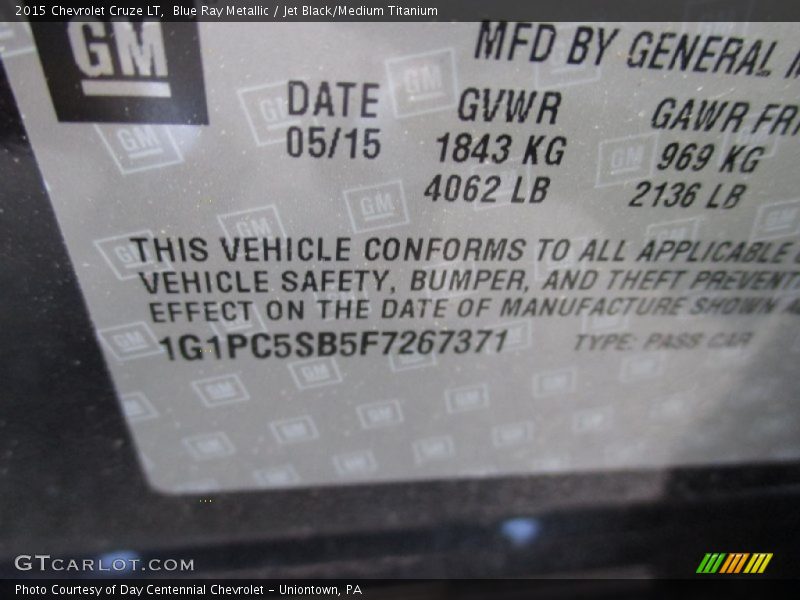 2015 Chevrolet Cruze LT, Blue Ray Metallic / Jet Black/Medium Titanium
GM
MFD BY GENERAL
DATE GVWR GAWR
05/15 1843 KG 969 KG
4062 LB 2136 LB
THIS VEHICLE CONFORMS TO ALL APPLICABLE
VEHICLE SAFETY, BUMPER, AND THEFT
EFFECT ON THE DATE OF MANUFACTURE SHOWN
1G1PC5SB5F7267371 TYPE: PASS CAR
GTCARLOT.COM
Photo Courtesy of Day Centennial Chevrolet – Uniontown, PA